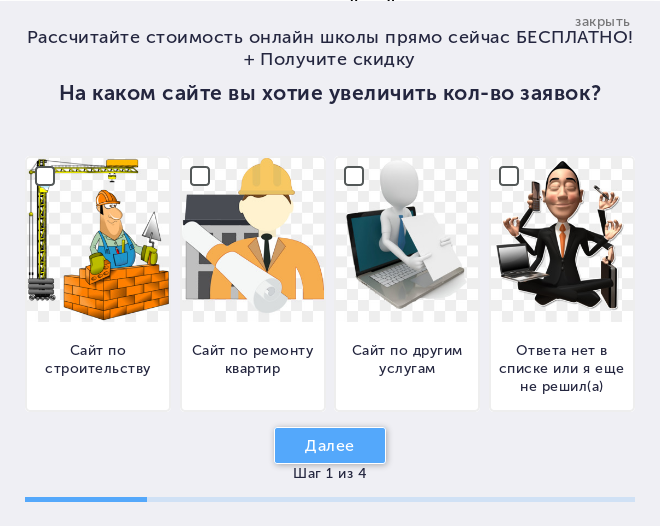 закрыть
Рассчитайте стоимость онлайн школы прямо сейчас БЕСПЛАТНО!
+ Получите скидку
На каком сайте вы хотие увеличить кол-во заявок?
Сайт по
строительству
Сайт по ремонту
квартир
Сайт по другим
услугам
Ответа нет в
списке или я еще
не решил(а)
Далее
Шаг 1 из 4